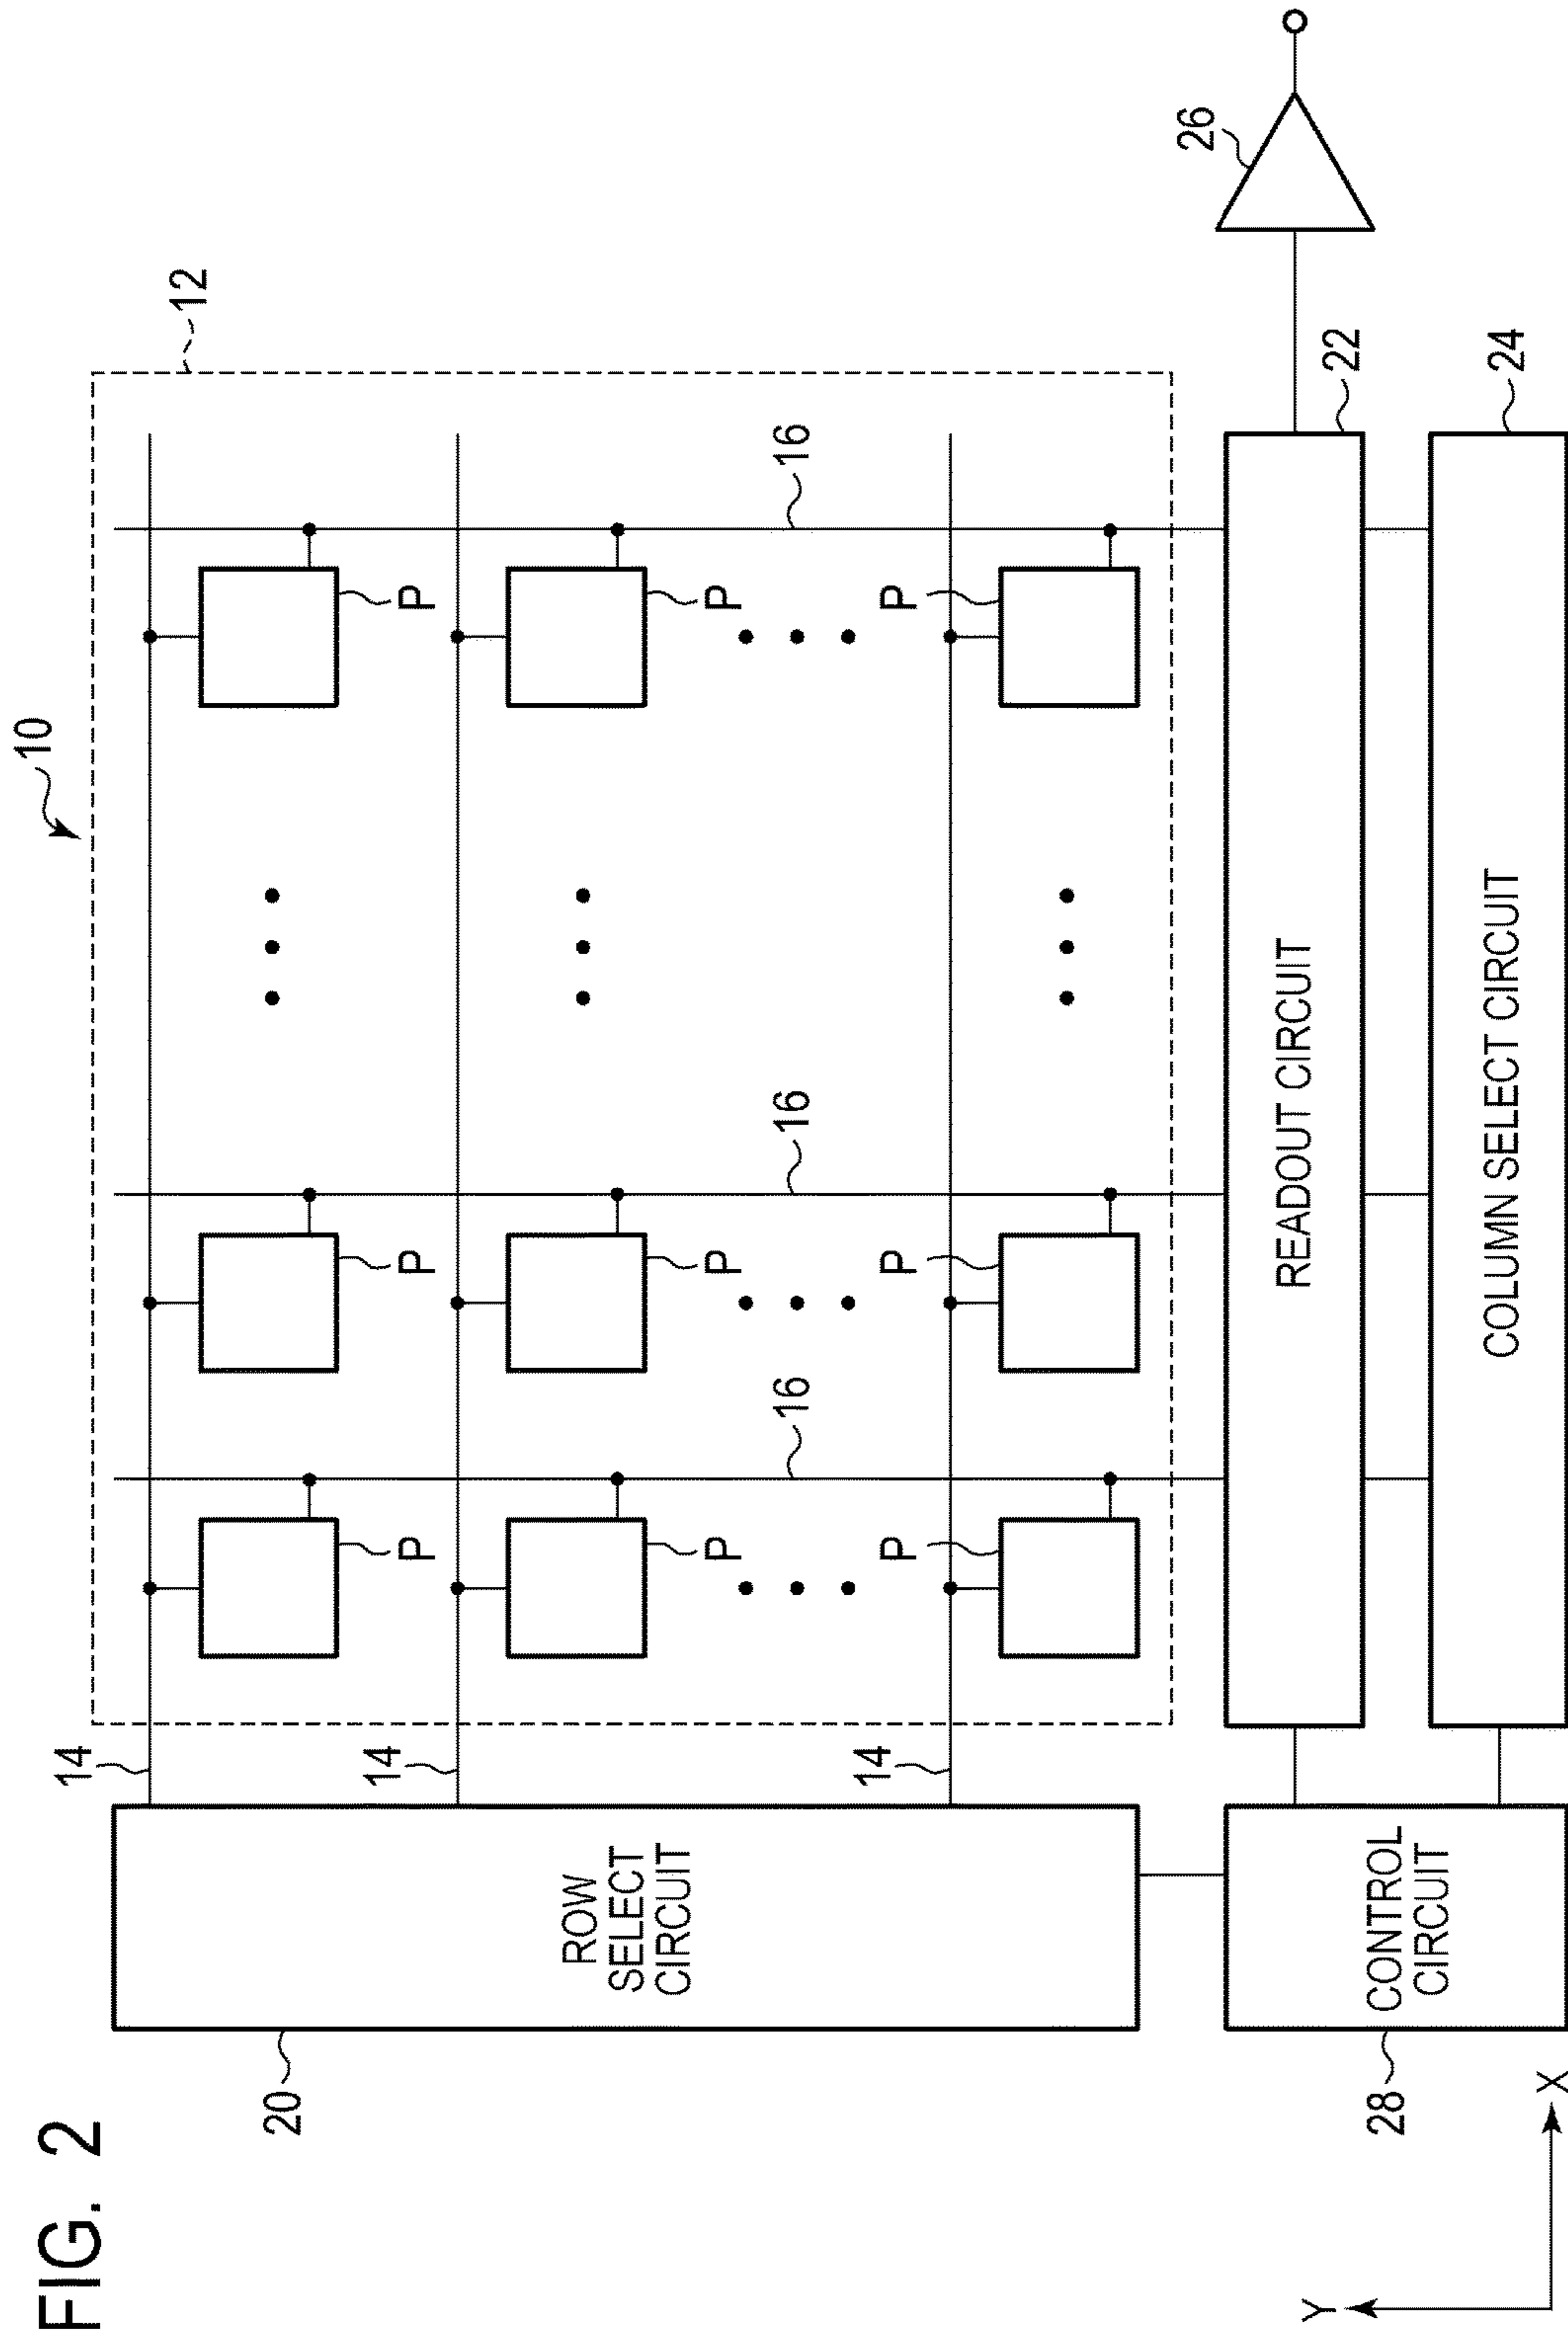 FIG. 2
10
12
14
P
P
P
14
P
P
P
16
16
16
14
P
P
P
20
ROW
SELECT
CIRCUIT
26
READOUT CIRCUIT
22
28
CONTROL
CIRCUIT
COLUMN SELECT CIRCUIT
24
Y
X